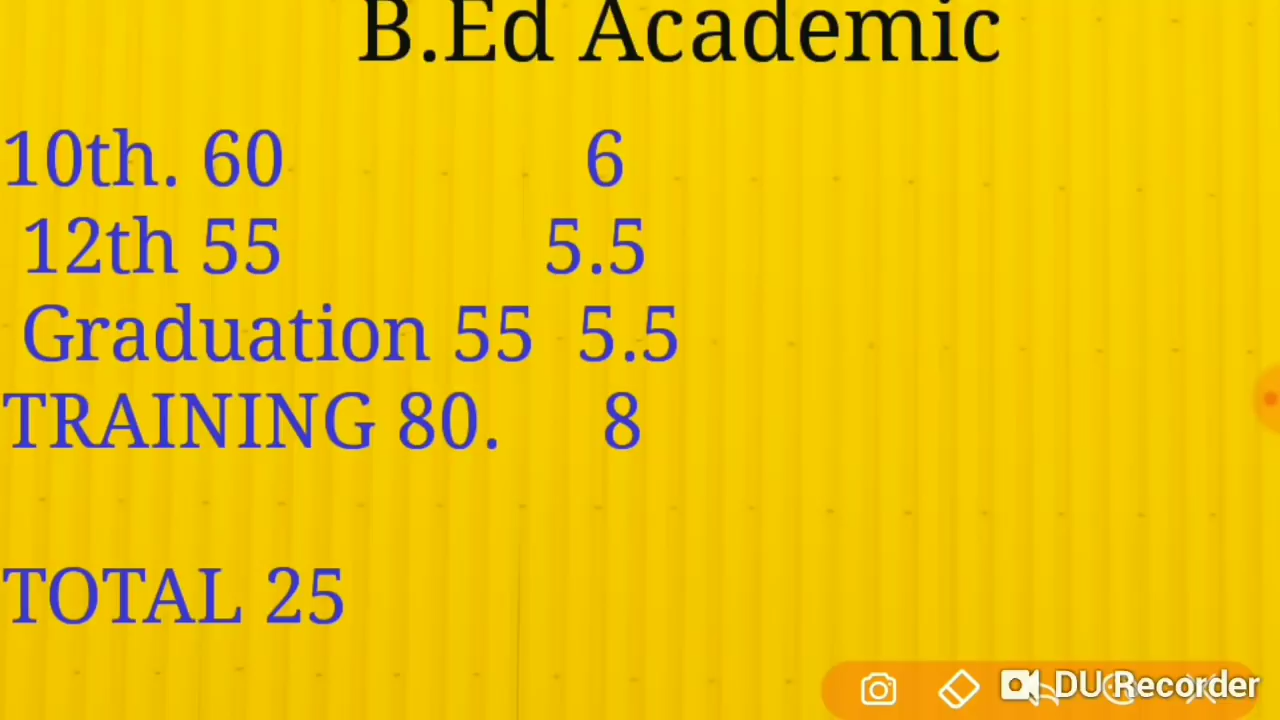 B.Ed Academic
10th. 60 6
12th 55 5.5
Graduation 55 5.5
TRAINING 80. 8
TOTAL 25
DU Recorder